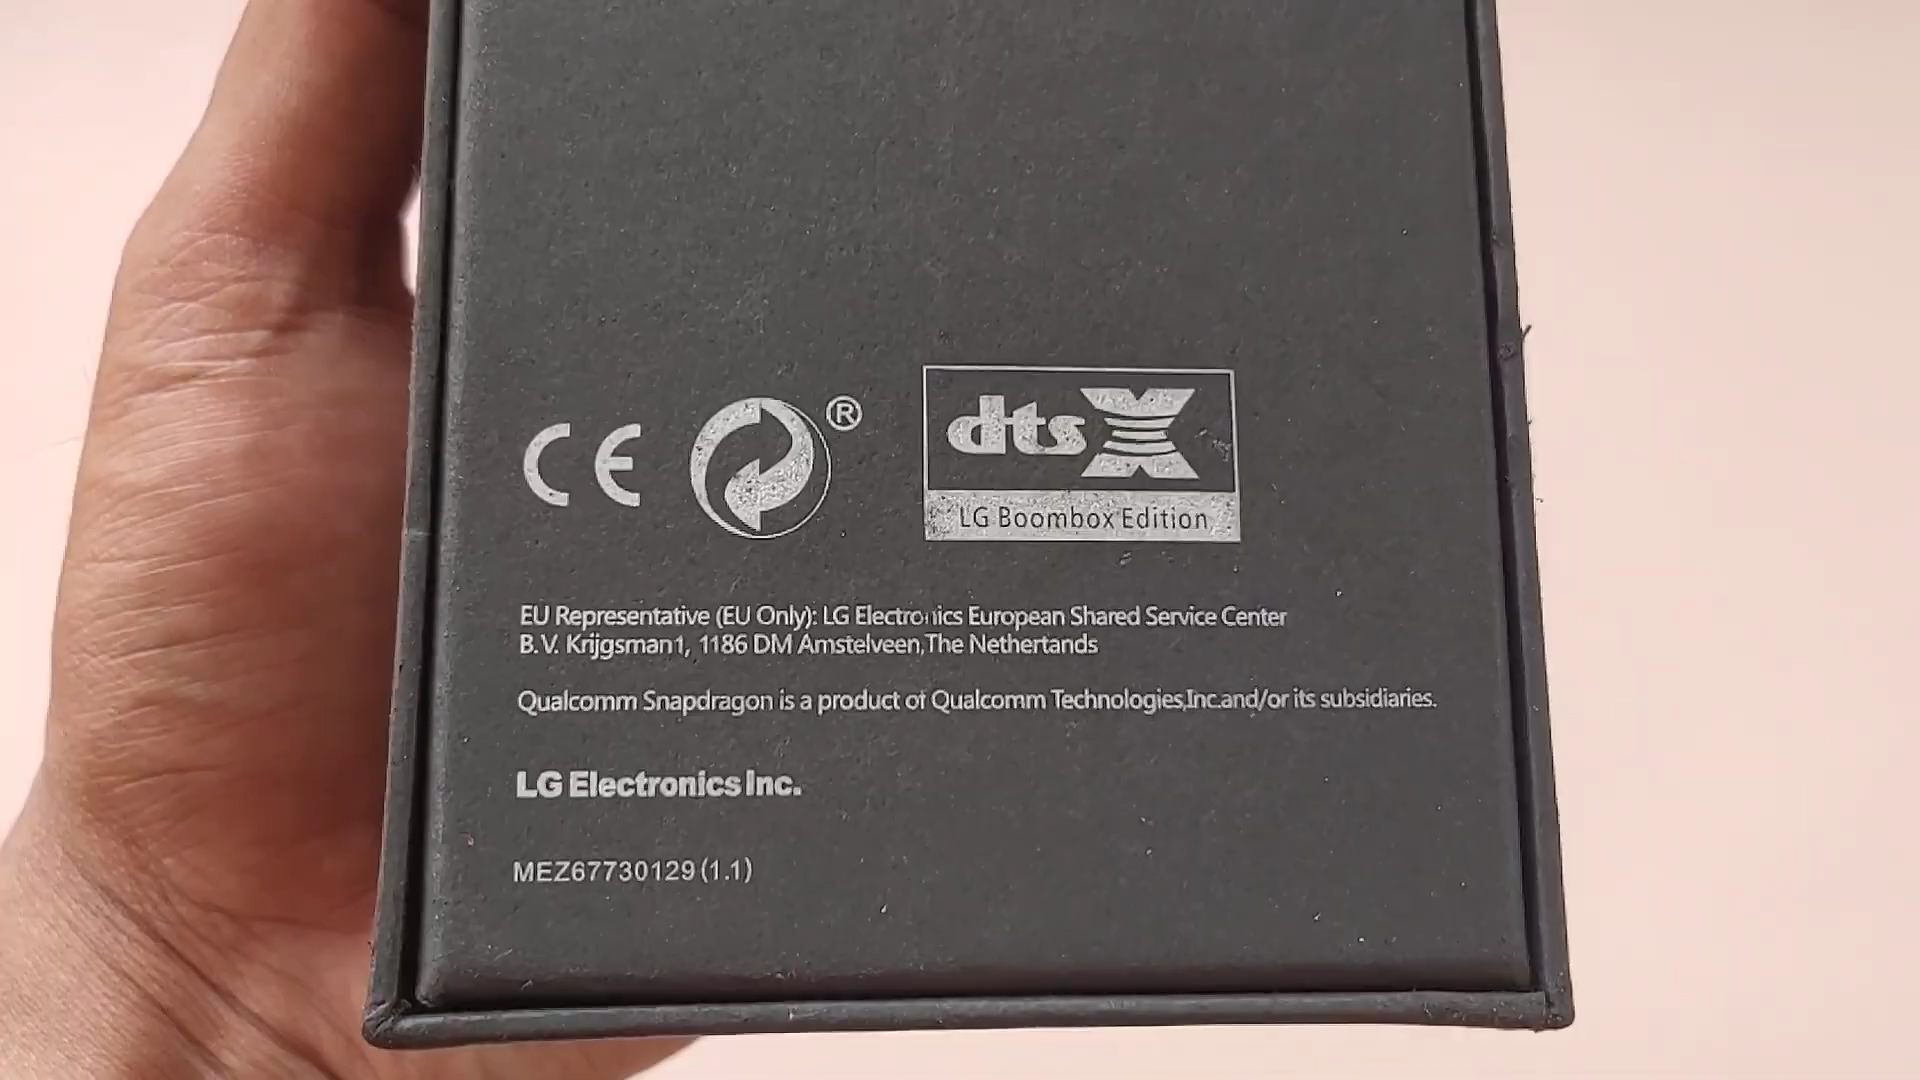 CE ®
dts X
LG Boombox Edition
EU Representative (EU Only): LG Electronics European Shared Service Center
B.V. Krijgsman1, 1186 DM Amstelveen,The Nethertands
Qualcomm Snapdragon is a product of Qualcomm Technologies,Inc.and/or its subsidiaries.
LG Electronics Inc.
MEZ67730129 (1.1)